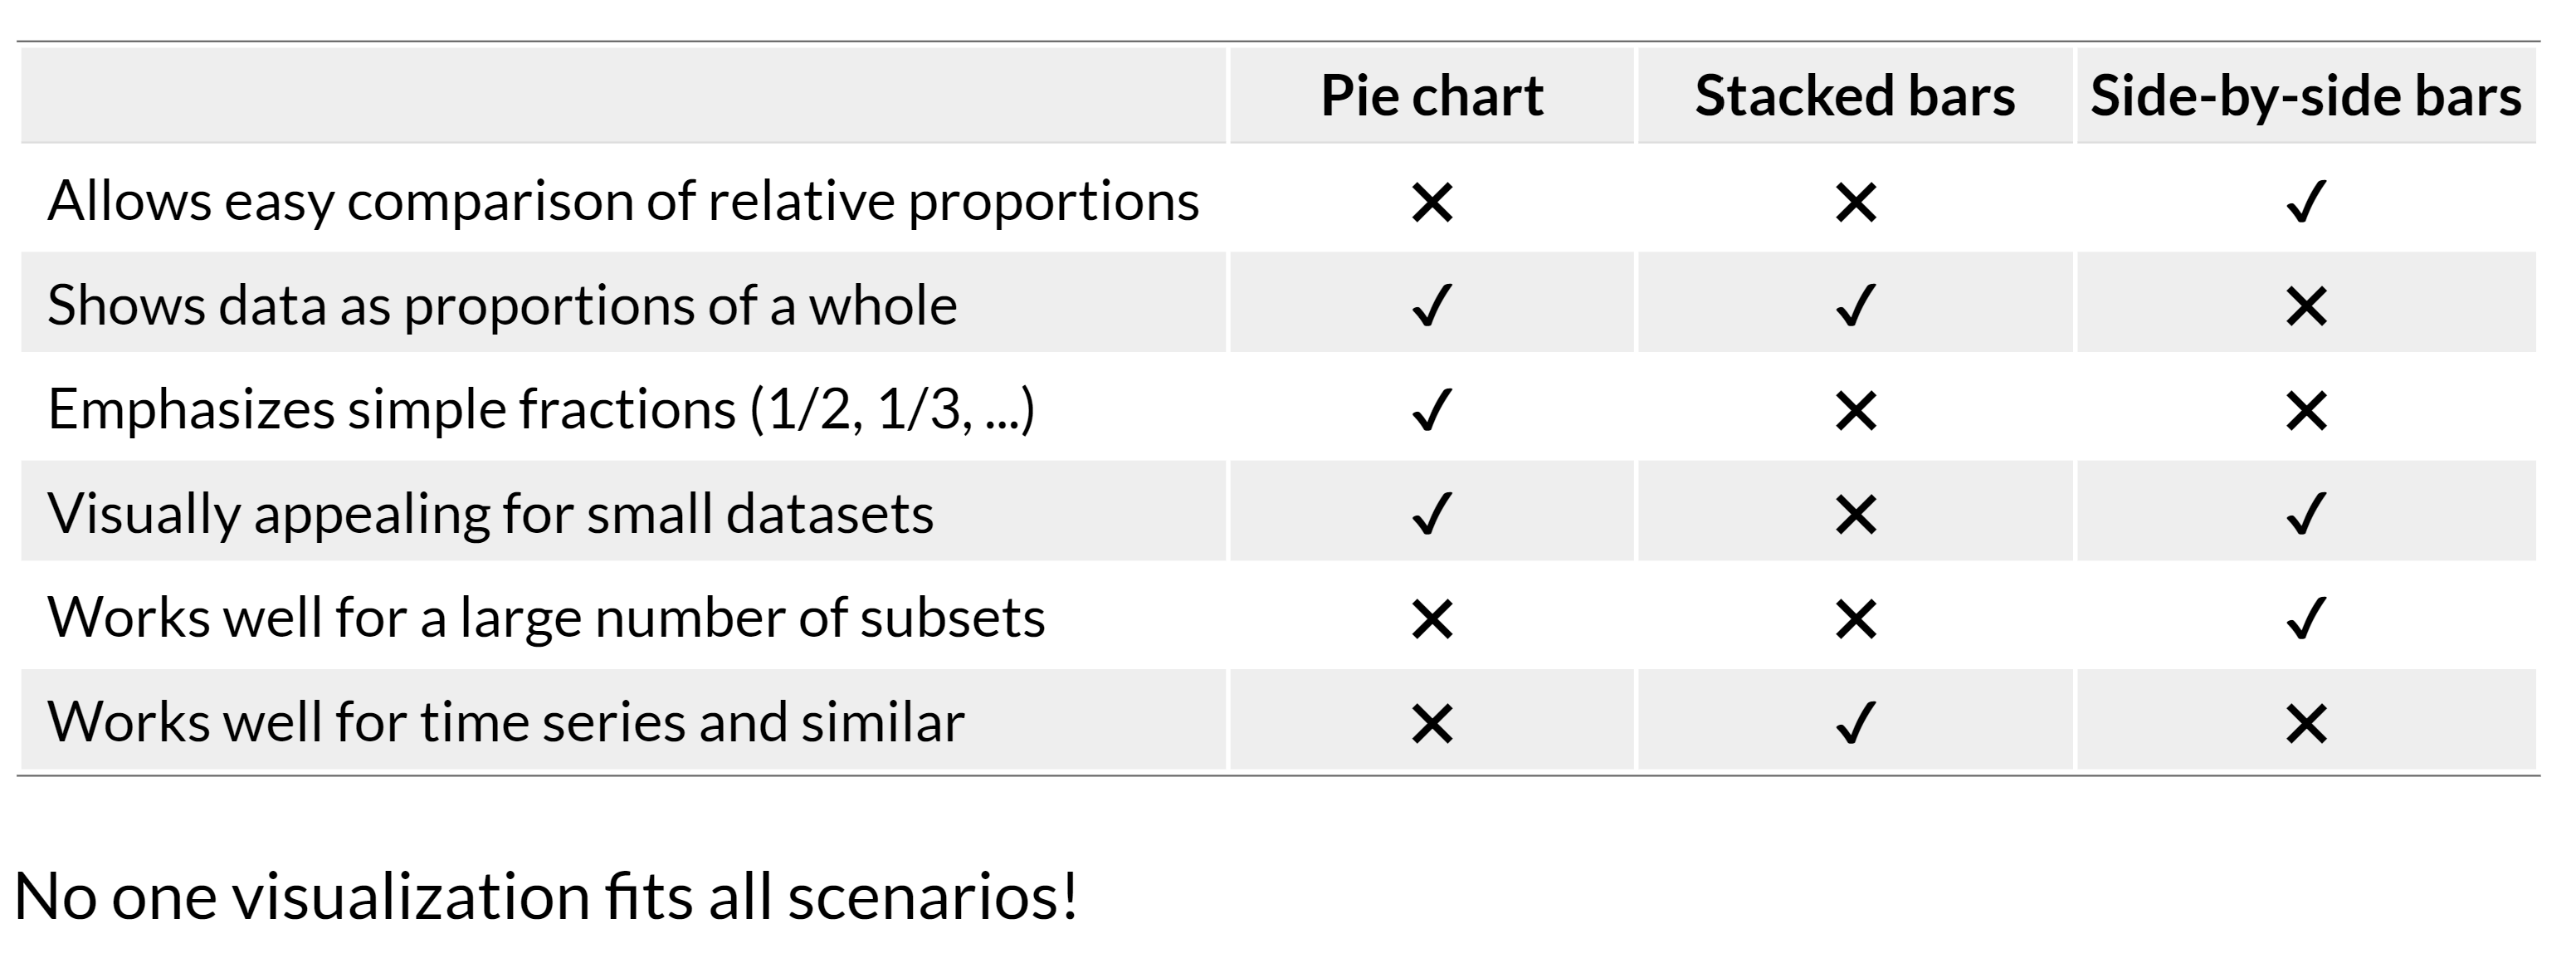 Pie chart Stacked bars Side-by-side bars
Allows easy comparison of relative proportions ✕ ✕ ✓
Shows data as proportions of a whole ✓ ✓ ✕
Emphasizes simple fractions (1/2, 1/3, ...) ✓ ✕ ✕
Visually appealing for small datasets ✓ ✕ ✓
Works well for a large number of subsets ✕ ✕ ✓
Works well for time series and similar ✕ ✓ ✕
No one visualization fits all scenarios!